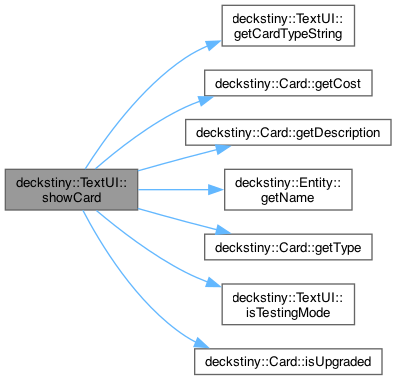 deckstiny::TextUI::
showCard
deckstiny::TextUI::
getCardTypeString
deckstiny::Card::getCost
deckstiny::Card::getDescription
deckstiny::Entity::
getName
deckstiny::Card::getType
deckstiny::TextUI::
isTestingMode
deckstiny::Card::isUpgraded